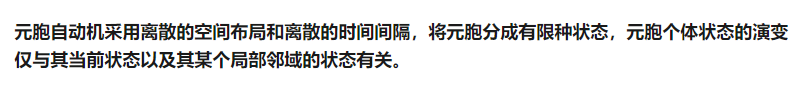 元胞自动机采用离散的空间布局和离散的时间间隔，将元胞分成有限种状态，元胞个体状态的演变
仅与其当前状态以及其某个局部邻域的状态有关。